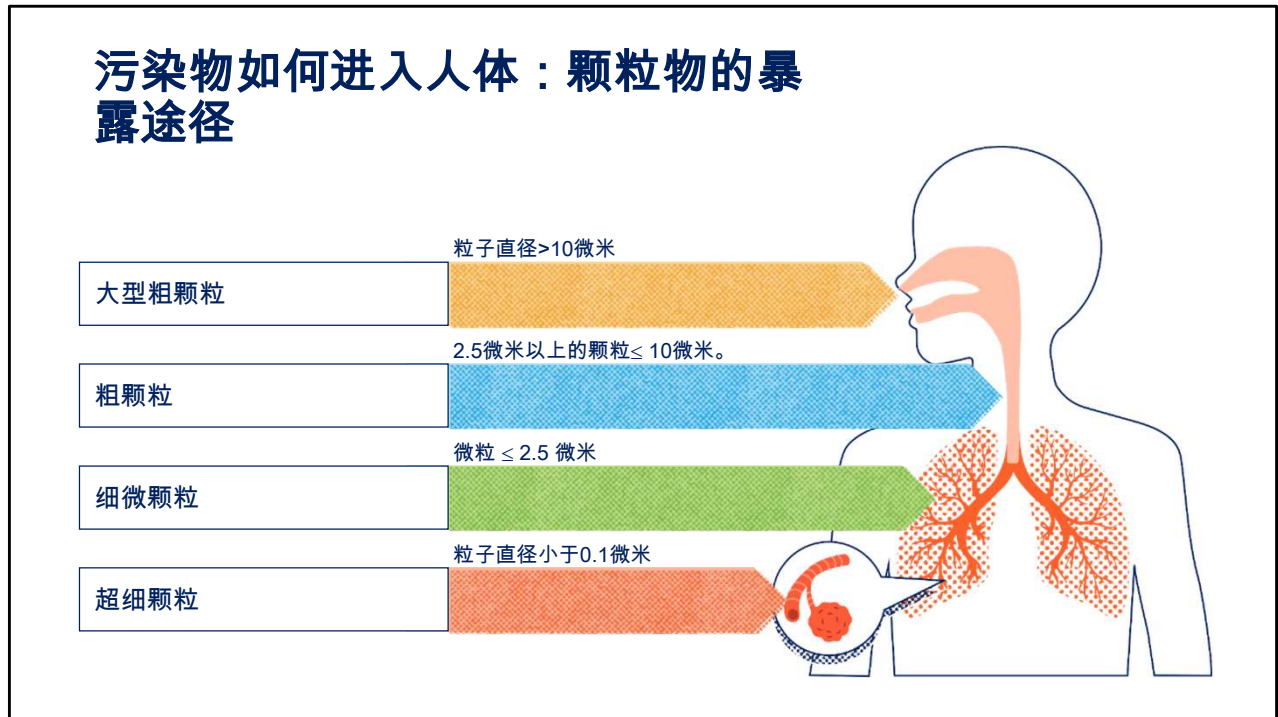 污染物如何进入人体：颗粒物的暴
露途径
粒子直径>10微米
大型粗颗粒
2.5微米以上的颗粒≤ 10微米。
粗颗粒
微粒 ≤ 2.5 微米
细微颗粒
粒子直径小于0.1微米
超细颗粒